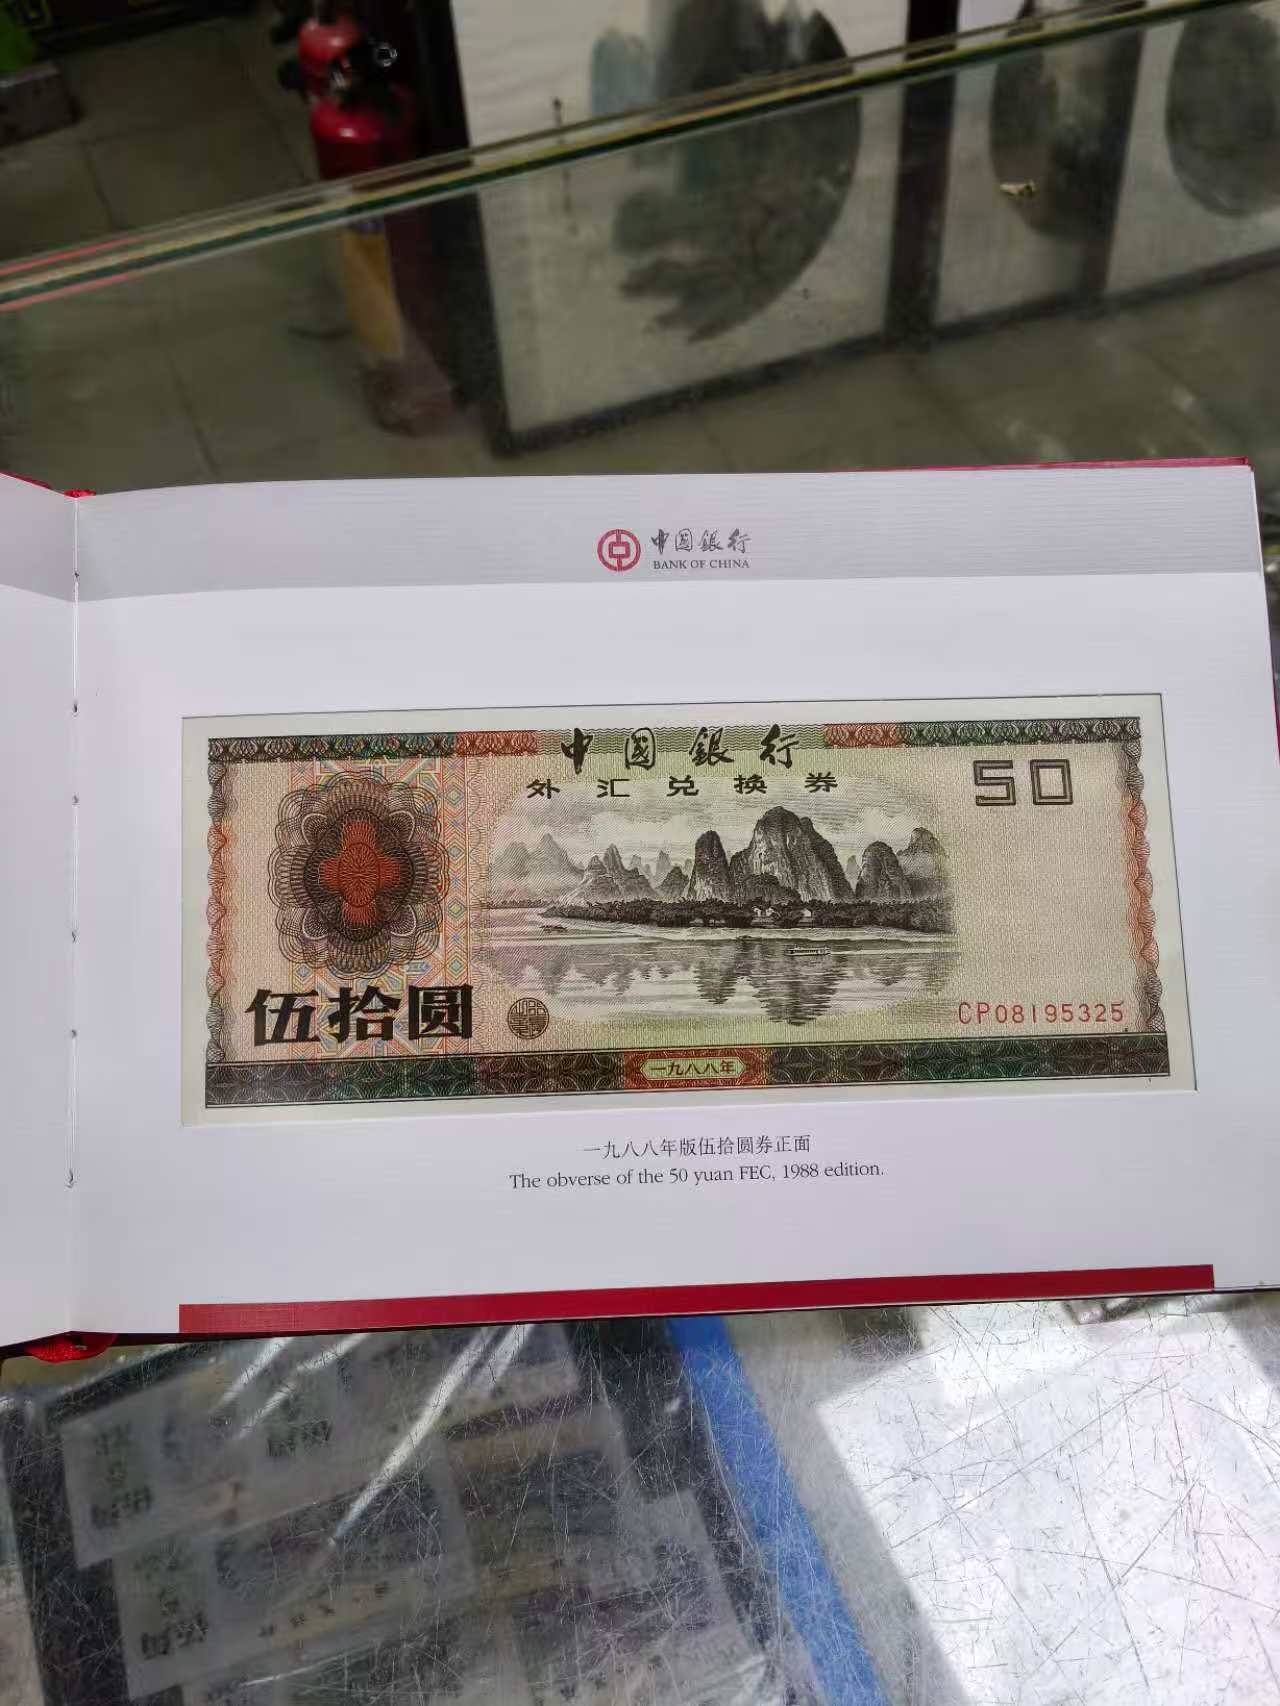 中国銀行
BANK OF CHINA
中国銀行
外汇兑换券
50
伍拾圆
CP08195325
一九八八年
一九八八年版伍拾圆券正面
The obverse of the 50 yuan FEC, 1988 edition.